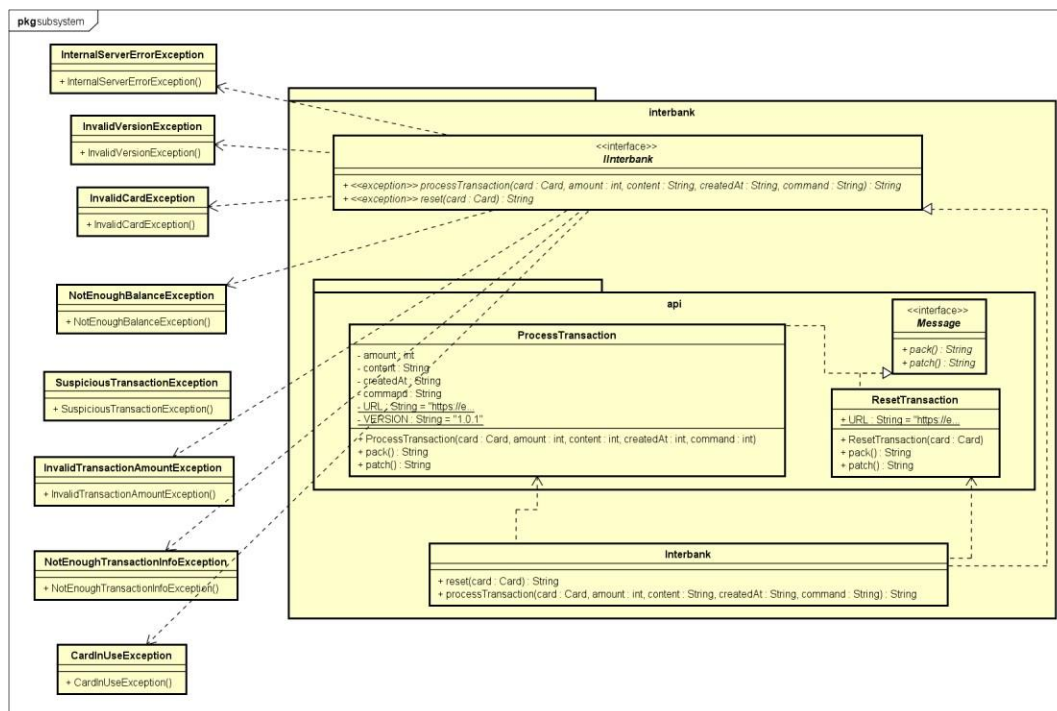 pkg subsystem
InternalServerErrorException
+ InternalServerErrorException()
InvalidVersionException
+ InvalidVersionException()
InvalidCardException
+ InvalidCardException()
NotEnoughBalanceException
+ NotEnoughBalanceException()
SuspiciousTransactionException
+ SuspiciousTransactionException()
InvalidTransactionAmountException
+ InvalidTransactionAmountException()
NotEnoughTransactionInfoException
+ NotEnoughTransactionInfoException()
CardInUseException
+ CardInUseException()
interbank
<<interface>>
IInterbank
+ <<exception>> processTransaction(card : Card, amount : int, content : String, createdAt : String, command : String) : String
+ <<exception>> reset(card : Card) : String
api
ProcessTransaction
- amount : int
- content : String
- createdAt : String
- command : String
- URL : String = "https://e...
- VERSION : String = "1.0.1"
+ ProcessTransaction(card : Card, amount : int, content : int, createdAt : int, command : int)
+ pack() : String
+ patch() : String
<<interface>>
Message
+ pack() : String
+ patch() : String
ResetTransaction
+ URL : String = "https://e...
+ ResetTransaction(card : Card)
+ pack() : String
+ patch() : String
Interbank
+ reset(card : Card) : String
+ processTransaction(card : Card, amount : int, content : String, createdAt : String, command : String) : String